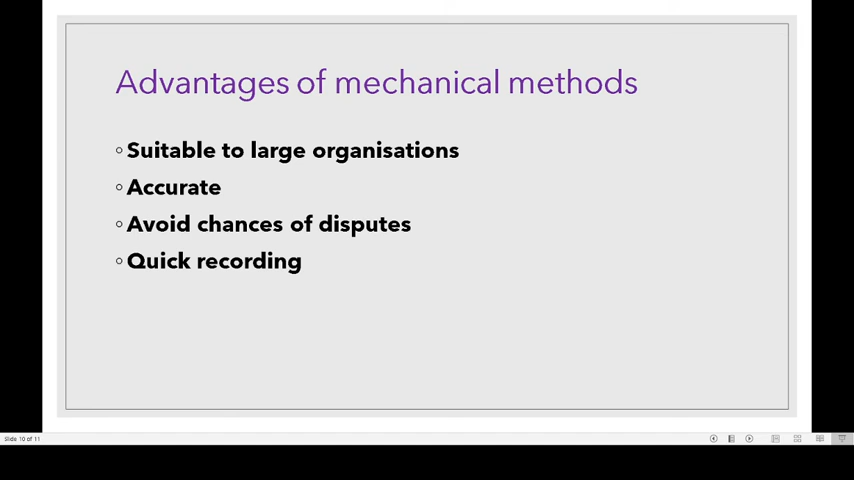 Advantages of mechanical methods
Suitable to large organisations
Accurate
Avoid chances of disputes
Quick recording
Slide 10 of 11